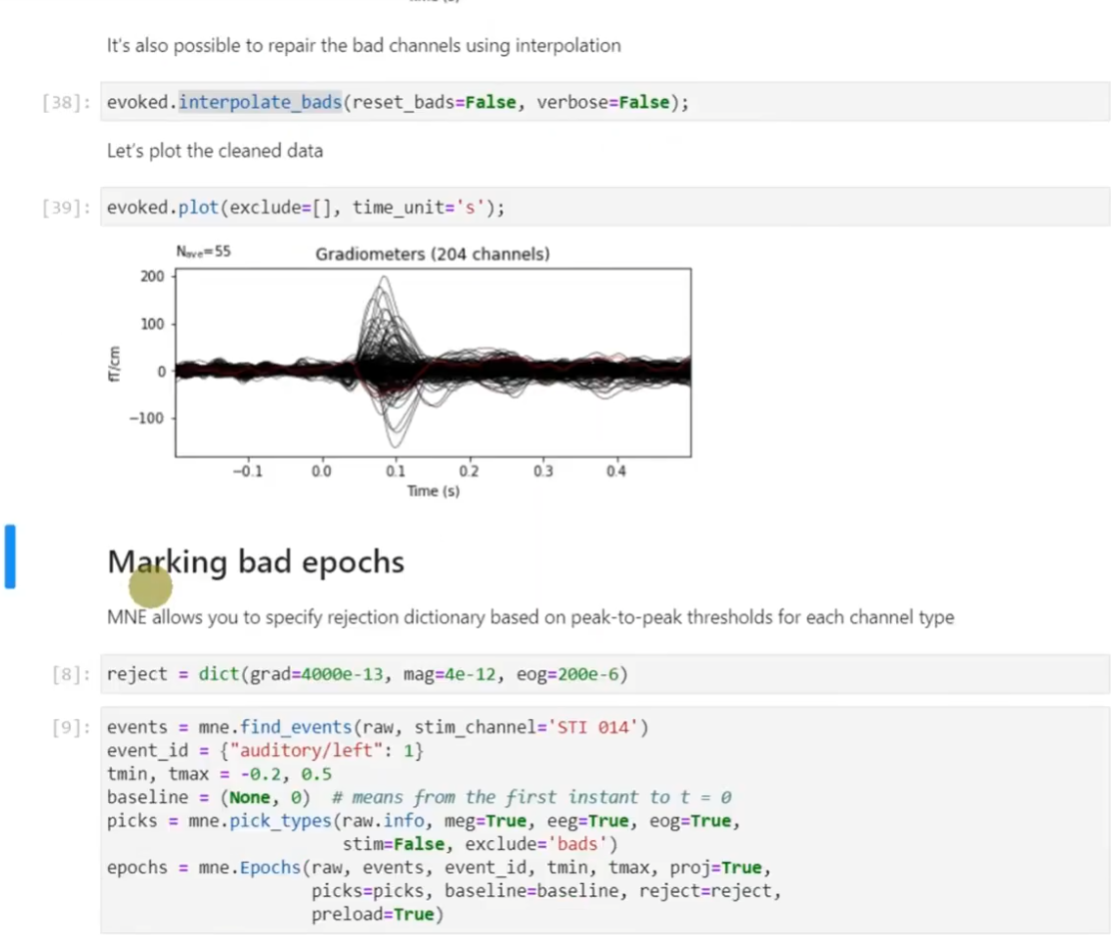 It's also possible to repair the bad channels using interpolation
[38]: evoked.interpolate_bads(reset_bads=False, verbose=False);
Let's plot the cleaned data
[39]: evoked.plot(exclude=[], time_unit='s');
Nave=55
Gradiometers (204 channels)
200
100
0
−100
fT/cm
−0.1 0.0 0.1 0.2 0.3 0.4
Time (s)
Marking bad epochs
MNE allows you to specify rejection dictionary based on peak-to-peak thresholds for each channel type
[8]: reject = dict(grad=4000e-13, mag=4e-12, eog=200e-6)
[9]: events = mne.find_events(raw, stim_channel='STI 014')
event_id = {"auditory/left": 1}
tmin, tmax = -0.2, 0.5
baseline = (None, 0)  # means from the first instant to t = 0
picks = mne.pick_types(raw.info, meg=True, eeg=True, eog=True,
stim=False, exclude='bads')
epochs = mne.Epochs(raw, events, event_id, tmin, tmax, proj=True,
picks=picks, baseline=baseline, reject=reject,
preload=True)